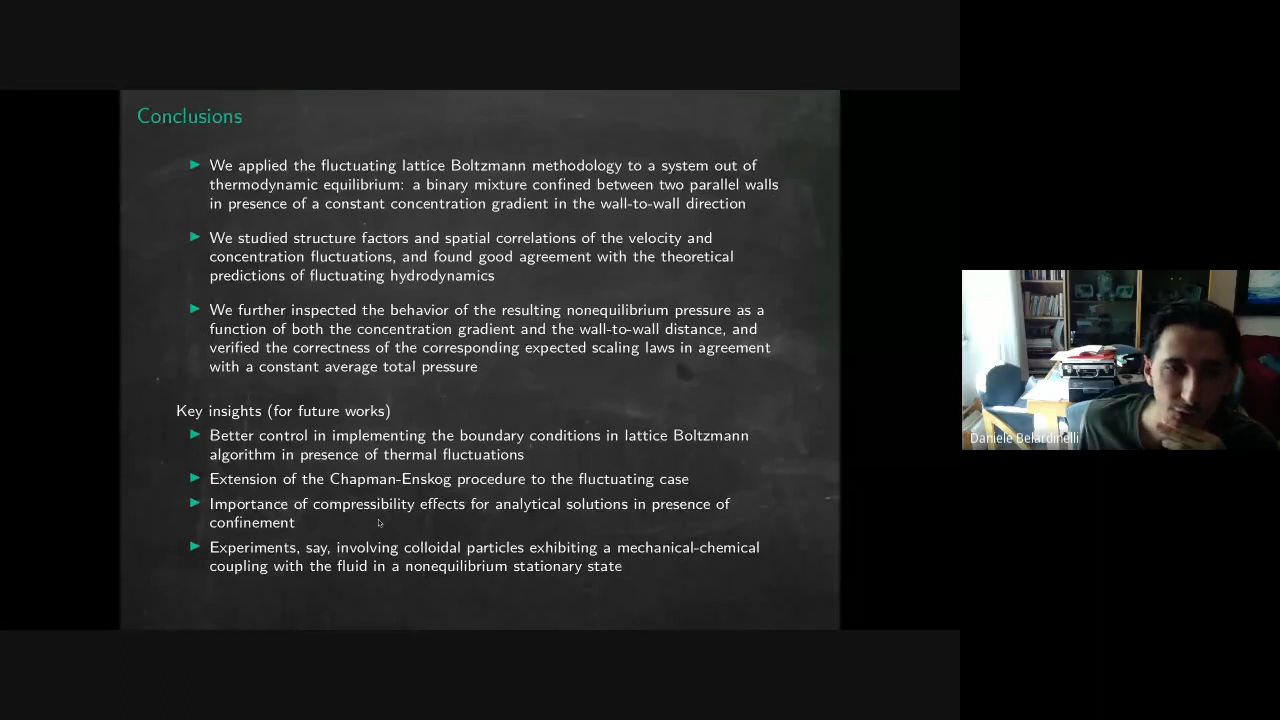 Conclusions
We applied the fluctuating lattice Boltzmann methodology to a system out of
thermodynamic equilibrium: a binary mixture confined between two parallel walls
in presence of a constant concentration gradient in the wall-to-wall direction
We studied structure factors and spatial correlations of the velocity and
concentration fluctuations, and found good agreement with the theoretical
predictions of fluctuating hydrodynamics
We further inspected the behavior of the resulting nonequilibrium pressure as a
function of both the concentration gradient and the wall-to-wall distance, and
verified the correctness of the corresponding expected scaling laws in agreement
with a constant average total pressure
Key insights (for future works)
Better control in implementing the boundary conditions in lattice Boltzmann
algorithm in presence of thermal fluctuations
Extension of the Chapman-Enskog procedure to the fluctuating case
Importance of compressibility effects for analytical solutions in presence of
confinement
Experiments, say, involving colloidal particles exhibiting a mechanical-chemical
coupling with the fluid in a nonequilibrium stationary state
Daniele Belardinelli